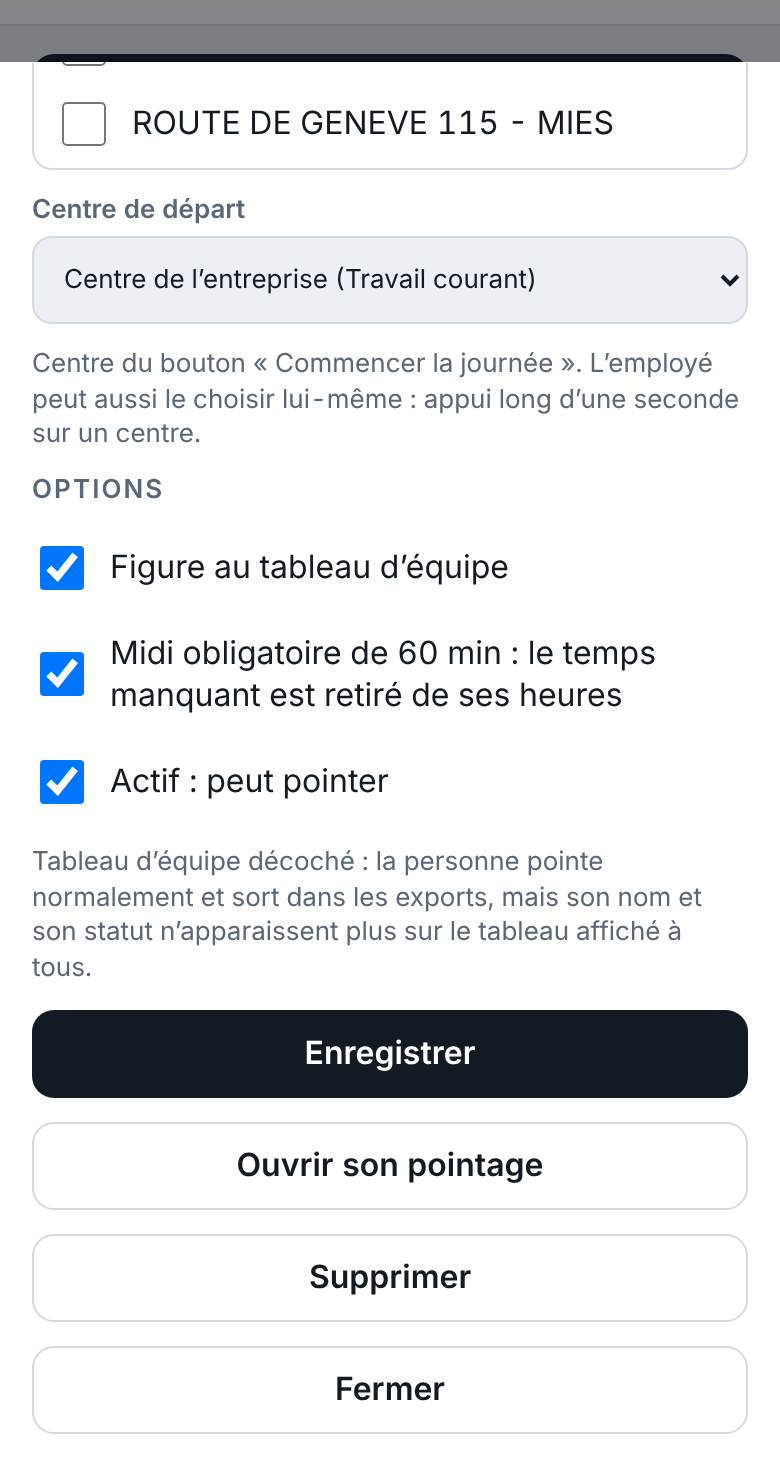 ROUTE DE GENEVE 115 - MIES
Centre de départ
Centre de l’entreprise (Travail courant)
Centre du bouton « Commencer la journée ». L’employé
peut aussi le choisir lui-même : appui long d’une seconde
sur un centre.
OPTIONS
Figure au tableau d’équipe
Midi obligatoire de 60 min : le temps
manquant est retiré de ses heures
Actif : peut pointer
Tableau d’équipe décoché : la personne pointe
normalement et sort dans les exports, mais son nom et
son statut n’apparaissent plus sur le tableau affiché à
tous.
Enregistrer
Ouvrir son pointage
Supprimer
Fermer